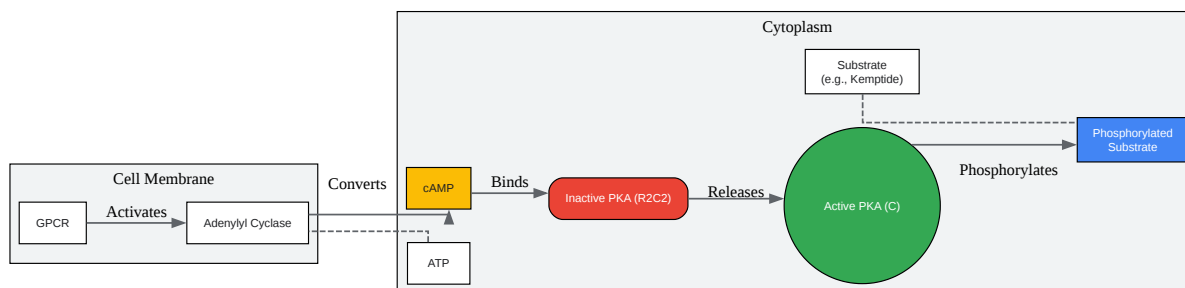 Cytoplasm
Substrate
(e.g., Kemptide)
Phosphorylated
Substrate
Phosphorylates
Cell Membrane
Converts
cAMP
Binds
Inactive PKA (R2C2)
Releases
Active PKA (C)
GPCR
Activates
Adenylyl Cyclase
ATP